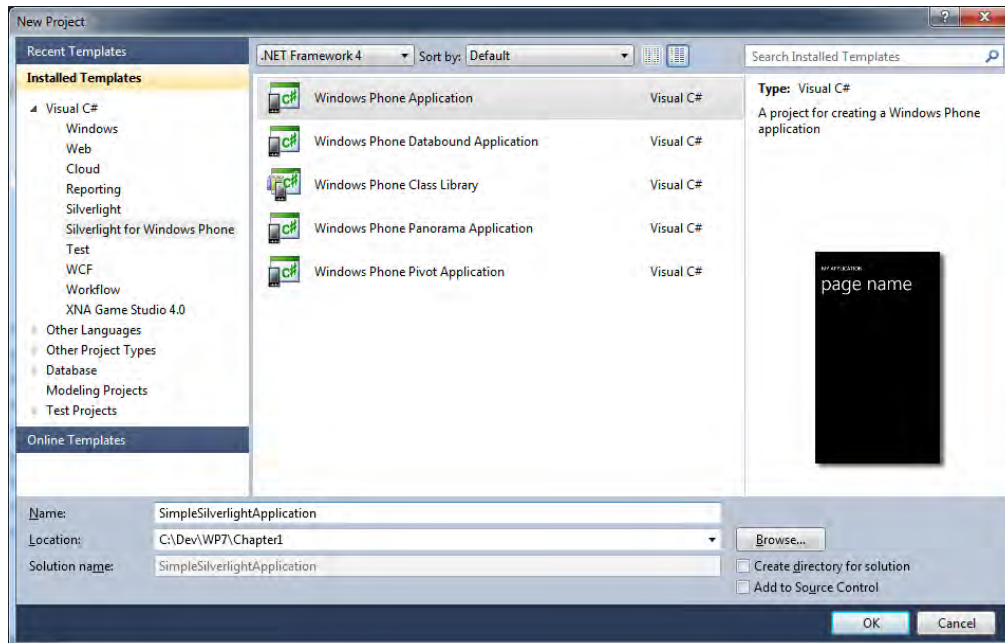 New Project
Recent Templates
Installed Templates
Visual C#
Windows
Web
Cloud
Reporting
Silverlight
Silverlight for Windows Phone
Test
WCF
Workflow
XNA Game Studio 4.0
Other Languages
Other Project Types
Database
Modeling Projects
Test Projects
Online Templates
.NET Framework 4 Sort by: Default
Windows Phone Application Visual C#
Windows Phone Databound Application Visual C#
Windows Phone Class Library Visual C#
Windows Phone Panorama Application Visual C#
Windows Phone Pivot Application Visual C#
Search Installed Templates
Type: Visual C#
A project for creating a Windows Phone
application
MY APPLICATION
page name
Name: SimpleSilverlightApplication
Location: C:\Dev\WP7\Chapter1
Browse...
Solution name: SimpleSilverlightApplication
Create directory for solution
Add to Source Control
OK Cancel